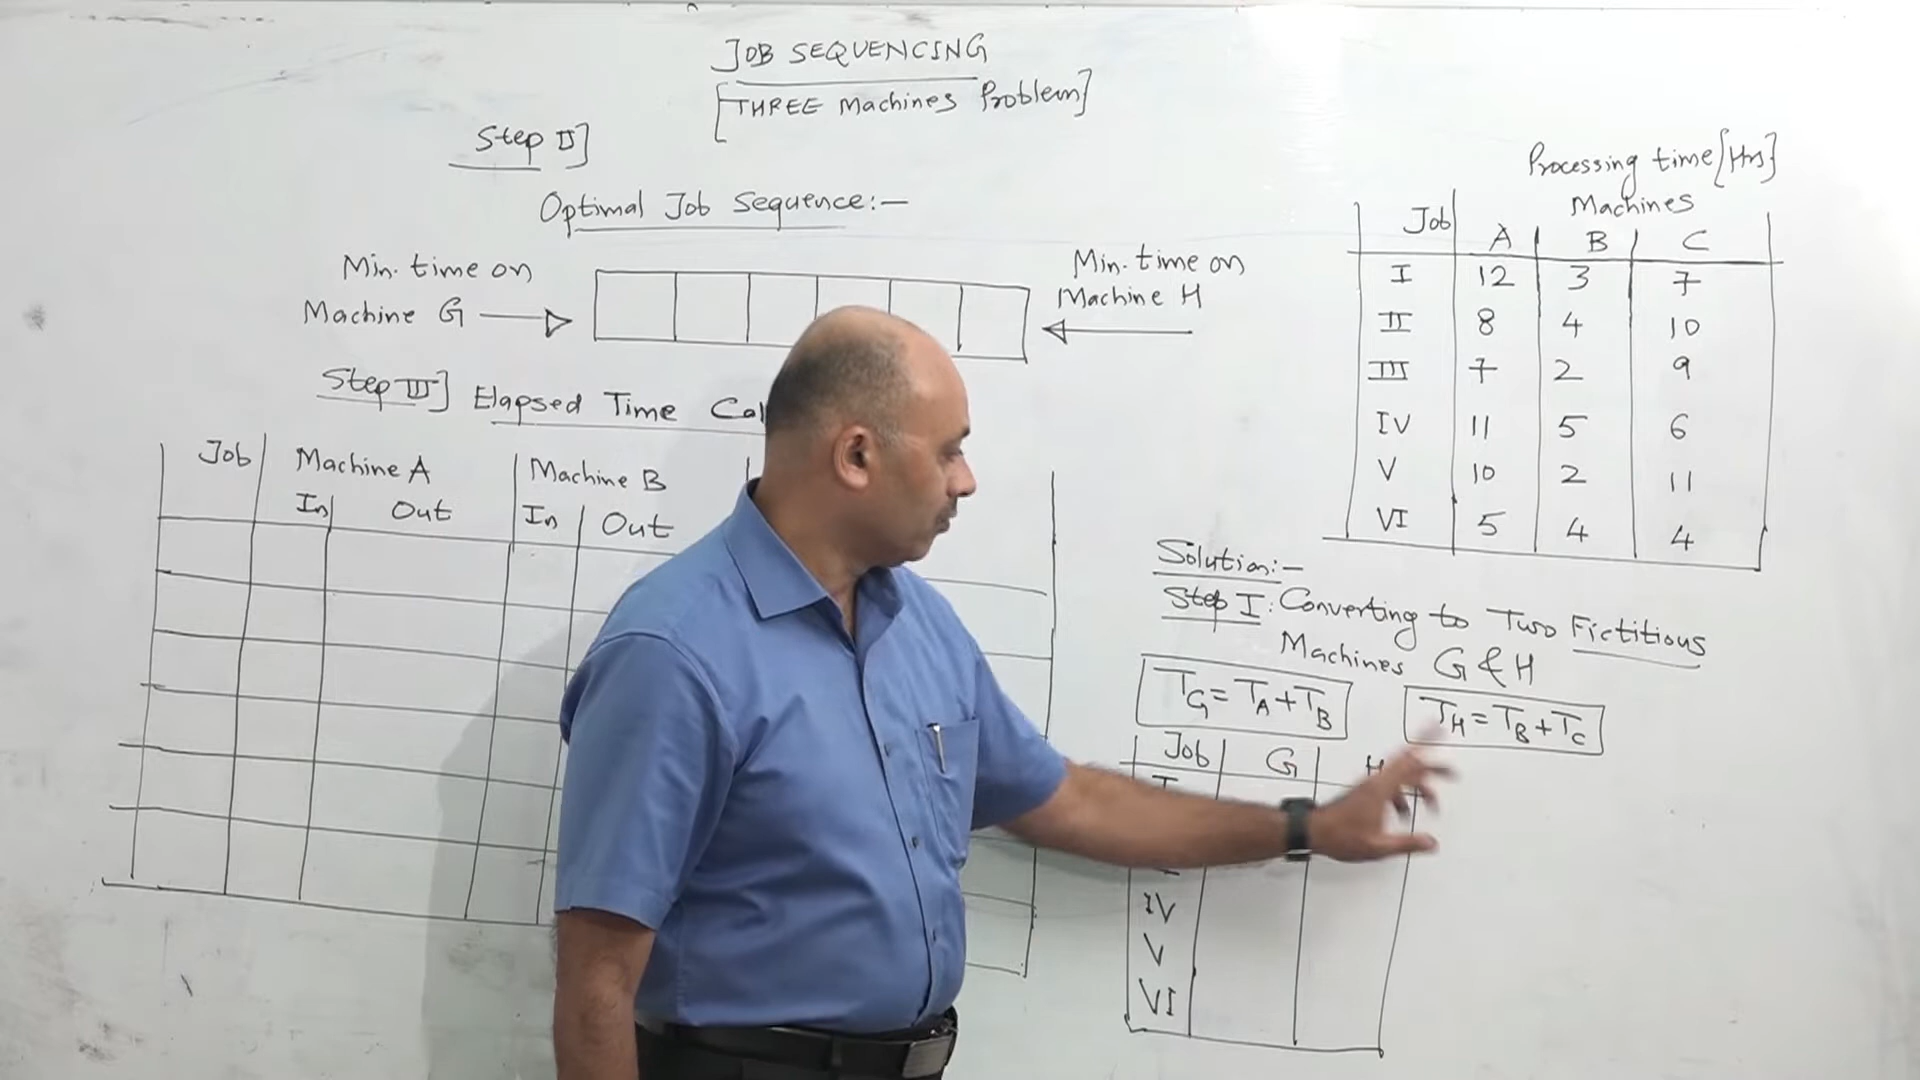 JOB SEQUENCING
[THREE Machines Problem]
Step II]
Optimal Job Sequence:-
Min. time on
Machine G
Min. time on
Machine H
Step III] Elapsed Time
Job Machine A Machine B
In Out In Out
Processing time [Hrs]
Machines
Job A B C
I 12 3 7
II 8 4 10
III 7 2 9
IV 11 5 6
V 10 2 11
VI 5 4 4
Solution:-
Step I: Converting to Two Fictitious
Machines G & H
TG = TA + TB
TH = TB + TC
Job G H
I
IV
V
VI